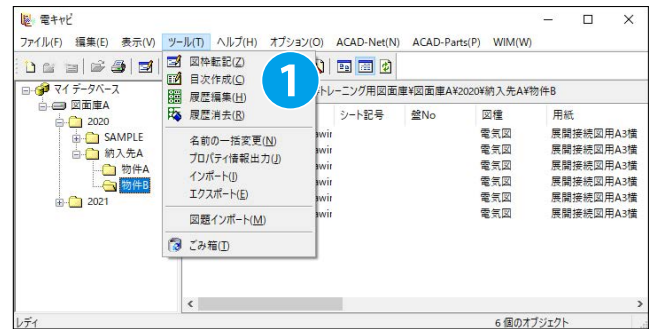 電キャビ
ファイル(F) 編集(E) 表示(V) ツール(T) ヘルプ(H) オプション(O) ACAD-Net(N) ACAD-Parts(P) WIM(W)
図枠転記(Z)
目次作成(C)
履歴編集(H)
履歴消去(R)
名前の一括変更(N)
プロパティ情報出力(J)
インポート(I)
エクスポート(E)
図題インポート(M)
ごみ箱(T)
1
マイ データベース
図面庫A
2020
SAMPLE
納入先A
物件A
物件B
2021
トレーニング用図面庫¥図面庫A¥2020¥納入先A¥物件B
シート記号 盤No 図種 用紙
awir 電気図 展開接続図用A3横
awir 電気図 展開接続図用A3横
awir 電気図 展開接続図用A3横
awir 電気図 展開接続図用A3横
awir 電気図 展開接続図用A3横
awir 電気図 展開接続図用A3横
レディ
6 個のオブジェクト